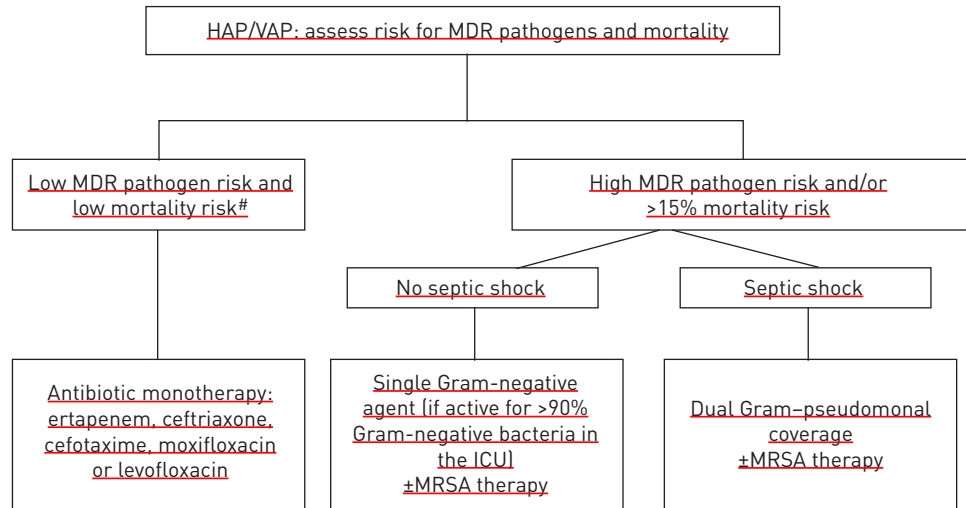 HAP/VAP: assess risk for MDR pathogens and mortality
Low MDR pathogen risk and
low mortality risk#
High MDR pathogen risk and/or
>15% mortality risk
No septic shock
Septic shock
Antibiotic monotherapy:
ertapenem, ceftriaxone,
cefotaxime, moxifloxacin
or levofloxacin
Single Gram-negative
agent (if active for >90%
Gram-negative bacteria in
the ICU)
±MRSA therapy
Dual Gram–pseudomonal
coverage
±MRSA therapy